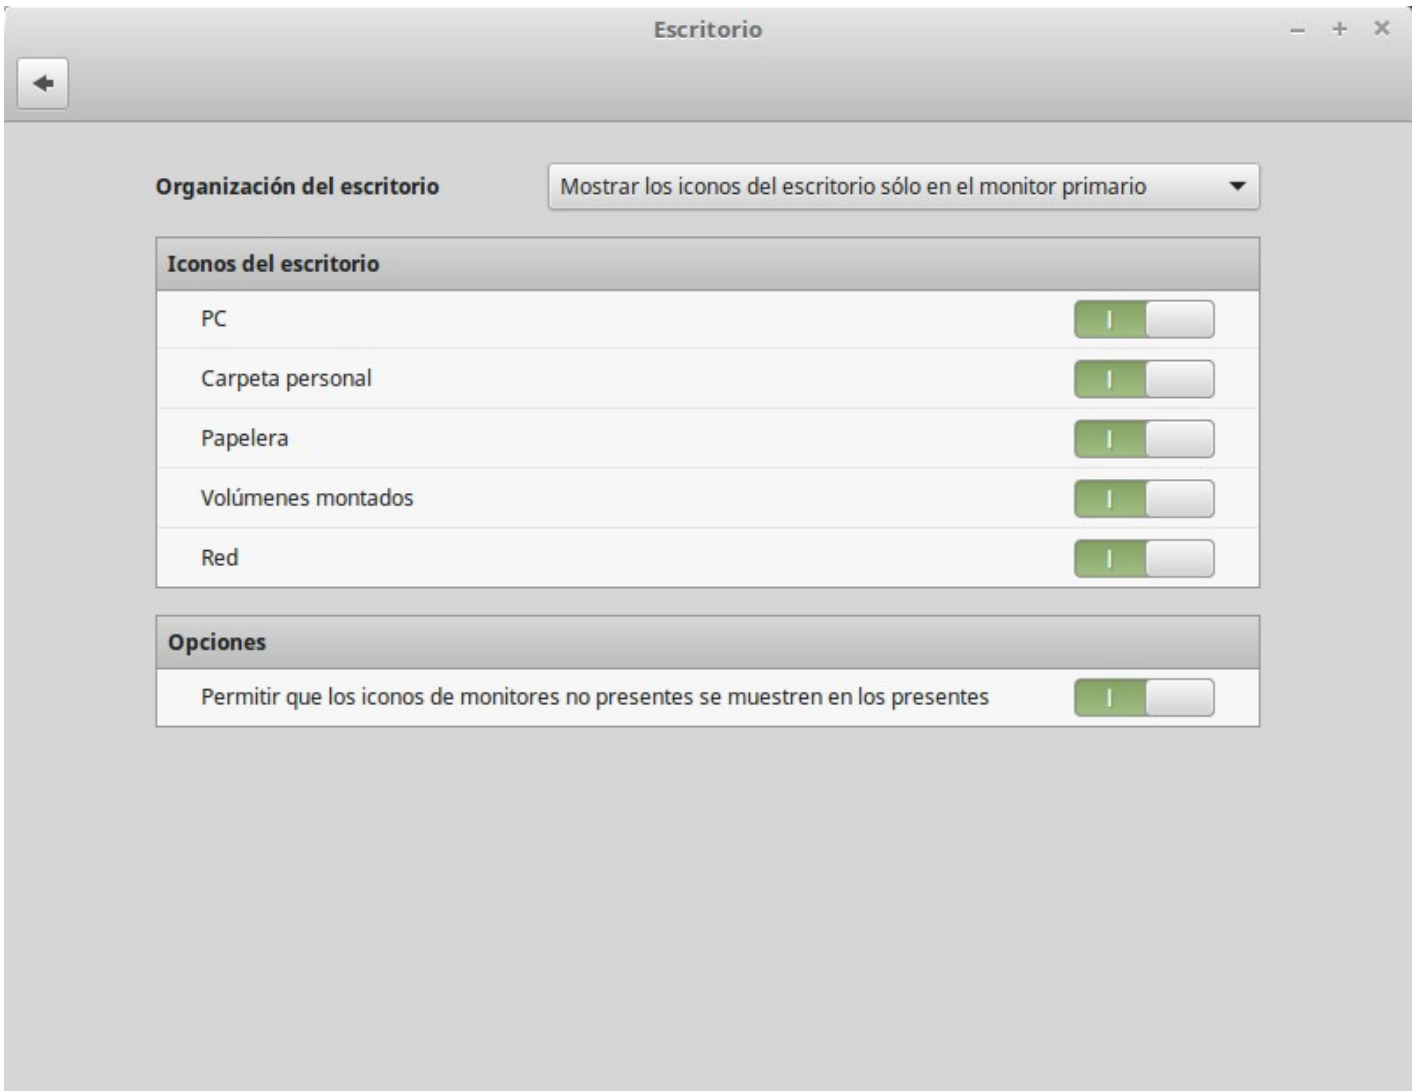 Escritorio
Organización del escritorio
Mostrar los iconos del escritorio sólo en el monitor primario
Iconos del escritorio
PC
Carpeta personal
Papelera
Volúmenes montados
Red
Opciones
Permitir que los iconos de monitores no presentes se muestren en los presentes